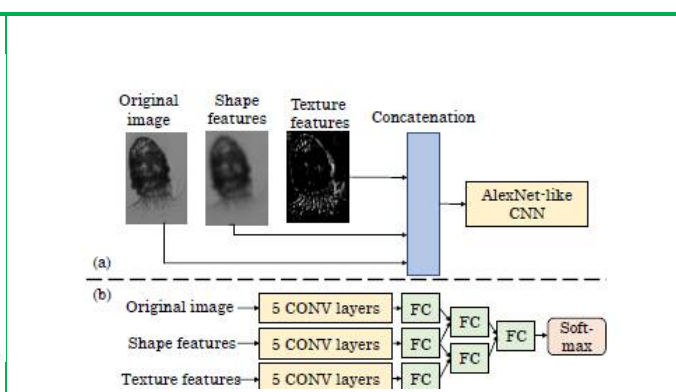 Original image
Shape features
Texture features
Concatenation
AlexNet-like
CNN
(a)
(b)
Original image
5 CONV layers
FC
FC
Shape features
5 CONV layers
FC
FC
Soft-
max
FC
Texture features
5 CONV layers
FC